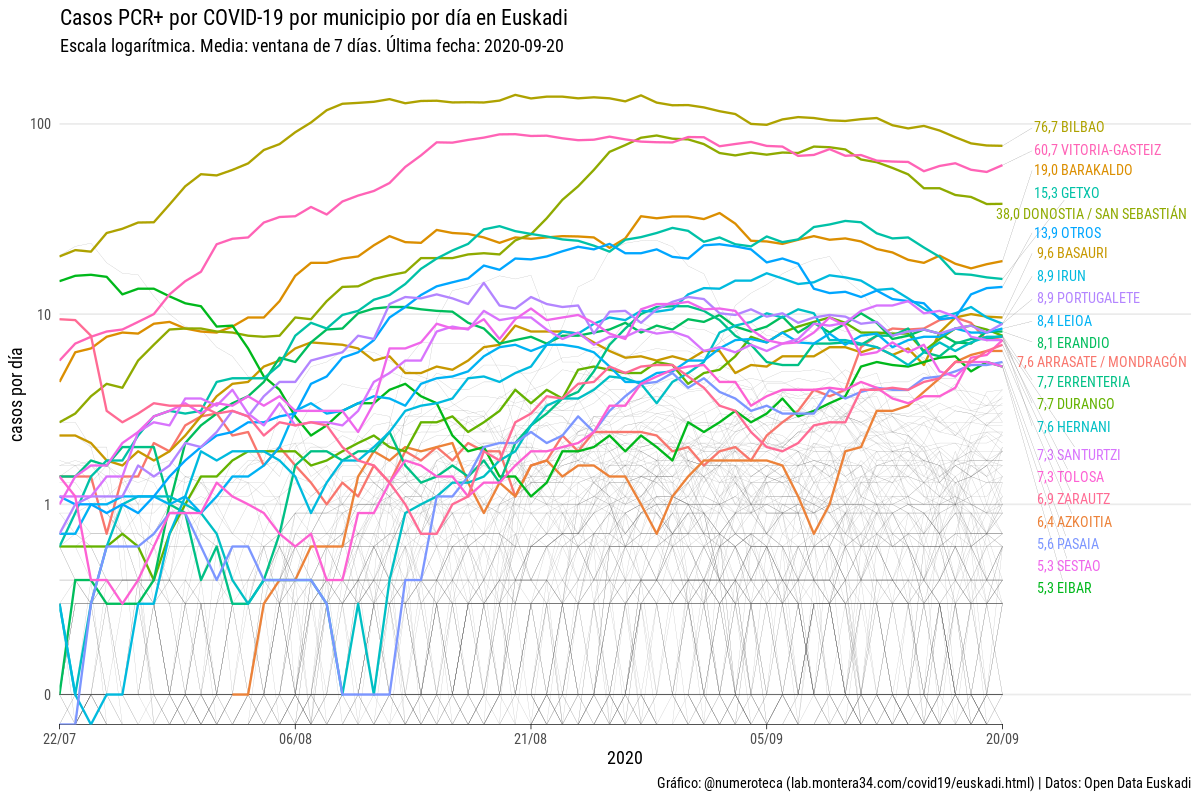 Casos PCR+ por COVID-19 por municipio por día en Euskadi
Escala logarítmica. Media: ventana de 7 días. Última fecha: 2020-09-20
casos por día
100
10
1
0
76,7 BILBAO
60,7 VITORIA-GASTEIZ
19,0 BARAKALDO
15,3 GETXO
38,0 DONOSTIA / SAN SEBASTIÁN
13,9 OTROS
9,6 BASAURI
8,9 IRUN
8,9 PORTUGALETE
8,4 LEIOA
8,1 ERANDIO
7,6 ARRASATE / MONDRAGÓN
7,7 ERRENTERIA
7,7 DURANGO
7,6 HERNANI
7,3 SANTURTZI
7,3 TOLOSA
6,9 ZARAUTZ
6,4 AZKOITIA
5,6 PASAIA
5,3 SESTAO
5,3 EIBAR
22/07
06/08
21/08
05/09
20/09
2020
Gráfico: @numeroteca (lab.montera34.com/covid19/euskadi.html) | Datos: Open Data Euskadi